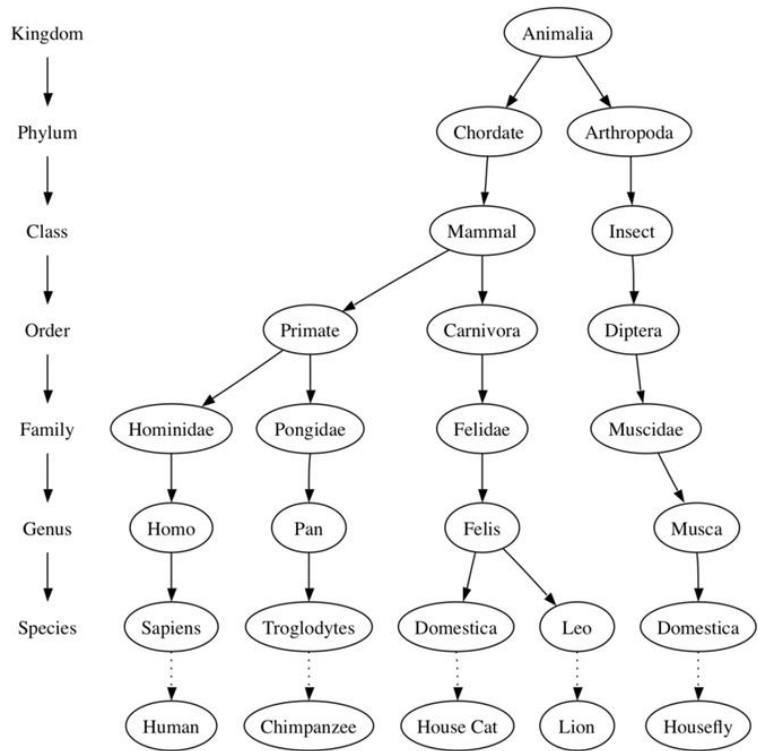 Kingdom Animalia
Phylum Chordate Arthropoda
Class Mammal Insect
Order Primate Carnivora Diptera
Family Hominidae Pongidae Felidae Muscidae
Genus Homo Pan Felis Musca
Species Sapiens Troglodytes Domestica Leo Domestica
Human Chimpanzee House Cat Lion Housefly